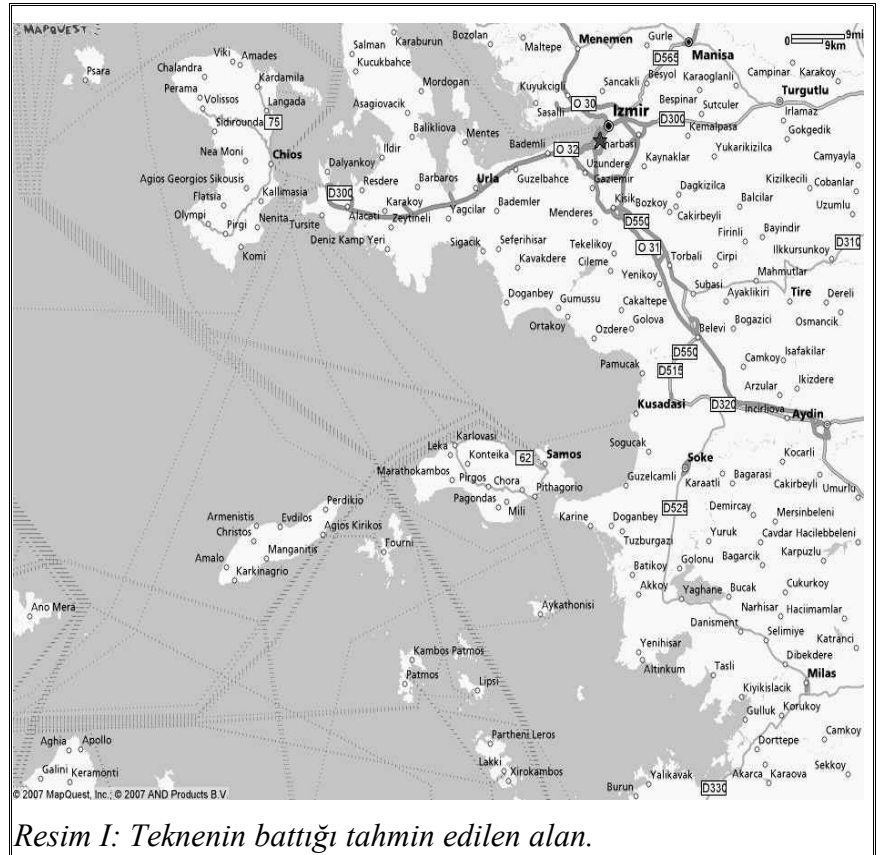 MAPQUEST
Bozolan
Gurle
9mi
Salman
Karaburun
Menemen
0
9km
Viki
Amades
Kucukbahce
Maltepe
D565
Manisa
Psara
Chalandra
Kardamila
Mordogan
Sancakli
Besyol
Karaoglanli
Campinar
Karakoy
Perama
Kuyukcigli
O 30
Bespinar
Turgutlu
Volissos
Langada
Asagiovacik
Sasalli
Izmir
Sutculer
Irlamaz
Sidirounda
75
Balikliova
Mentes
D300
Kemalpasa
Gokgedik
Nea Moni
Chios
Ildir
Bademli
O 32
narbasi
Yukarikizilca
Camyayla
Dalyankoy
Uzundere
Kaynaklar
Agios Georgios Sikousis
Resdere
Barbaros
Urla
Guzelbahce
Gaziemir
Dagkizilca
Kizilkecili
Cobanlar
Flatsia
Kallimasia
D300
Karakoy
Kisik
Bozkoy
Balcilar
Uzumlu
Olympi
Pirgi
Nenita
Tursite
Alacati
Zeytineli
Yagcilar
Bademler
Menderes
D550
Cakirbeyli
Komi
Deniz Kamp Yeri
Sigacik
Seferihisar
Tekelikoy
O 31
Firinli
Bayindir
D310
Kavakdere
Cileme
Torbali
Cirpi
Ilkkursunkoy
Yenikoy
Mahmutlar
Doganbey
Gumussu
Cakaltepe
Subasi
Ayaklikiri
Tire
Dereli
Ortakoy
Ozdere
Golova
Belevi
Bogazici
Osmancik
D550
Camkoy
Isafakilar
Pamucak
D515
Arzular
Ikizdere
Kusadasi
D320
Incirliova
Aydin
Karlovasi
Sogucak
Leka
Konteika
62
Samos
Soke
Kocarli
Marathokambos
Guzelcamli
Karaatli
Bagarasi
Cakirbeyli
Umurlu
Pirgos
Chora
Pithagorio
Perdikio
Pagondas
Mili
D525
Demircay
Mersinbeleni
Armenistis
Evdilos
Karine
Doganbey
Christos
Agios Kirikos
Tuzburgazi
Yuruk
Cavdar
Hacilebbeleni
Manganitis
Fourni
Batikoy
Golonu
Bagarcik
Karpuzlu
Amalo
Karkinagrio
Akkoy
Yaghane
Bucak
Cukurkoy
Ano Mera
Aykathonisi
Narhisar
Haciimamlar
Danisment
Selimiye
Katranci
Kambos Patmos
Yenihisar
Dibekdere
Altinkum
Tasli
Milas
Patmos
Lipsi
Kiyikislacik
Gulluk
Korukoy
Aghia
Apollo
Partheni Leros
Dorttepe
Camkoy
Galini
Keramonti
Lakki
Xirokambos
Burun
Yalikavak
Akarca
Karaova
Sekkoy
D330
© 2007 MapQuest, Inc.; © 2007 AND Products B.V.
Resim I: Teknenin battığı tahmin edilen alan.